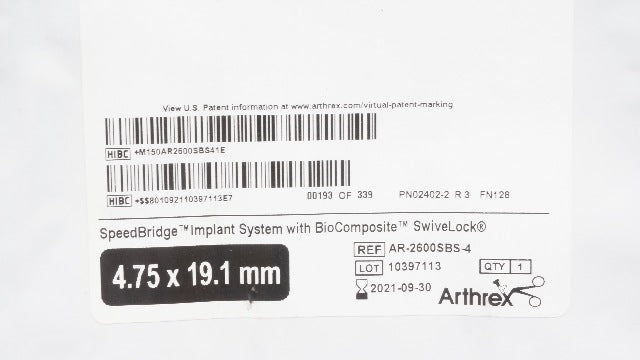 View U.S. Patent information at www.arthrex.com/virtual-patent-marking
HIBC +M150AR2600SBS41E
HIBC +$$80109211039​7113E7 00193 OF 339 PN02402-2 R 3 FN128
SpeedBridge™ Implant System with BioComposite™ SwiveLock®
4.75 x 19.1 mm
REF AR-2600SBS-4
LOT 10397113 QTY 1
2021-09-30
Arthrex